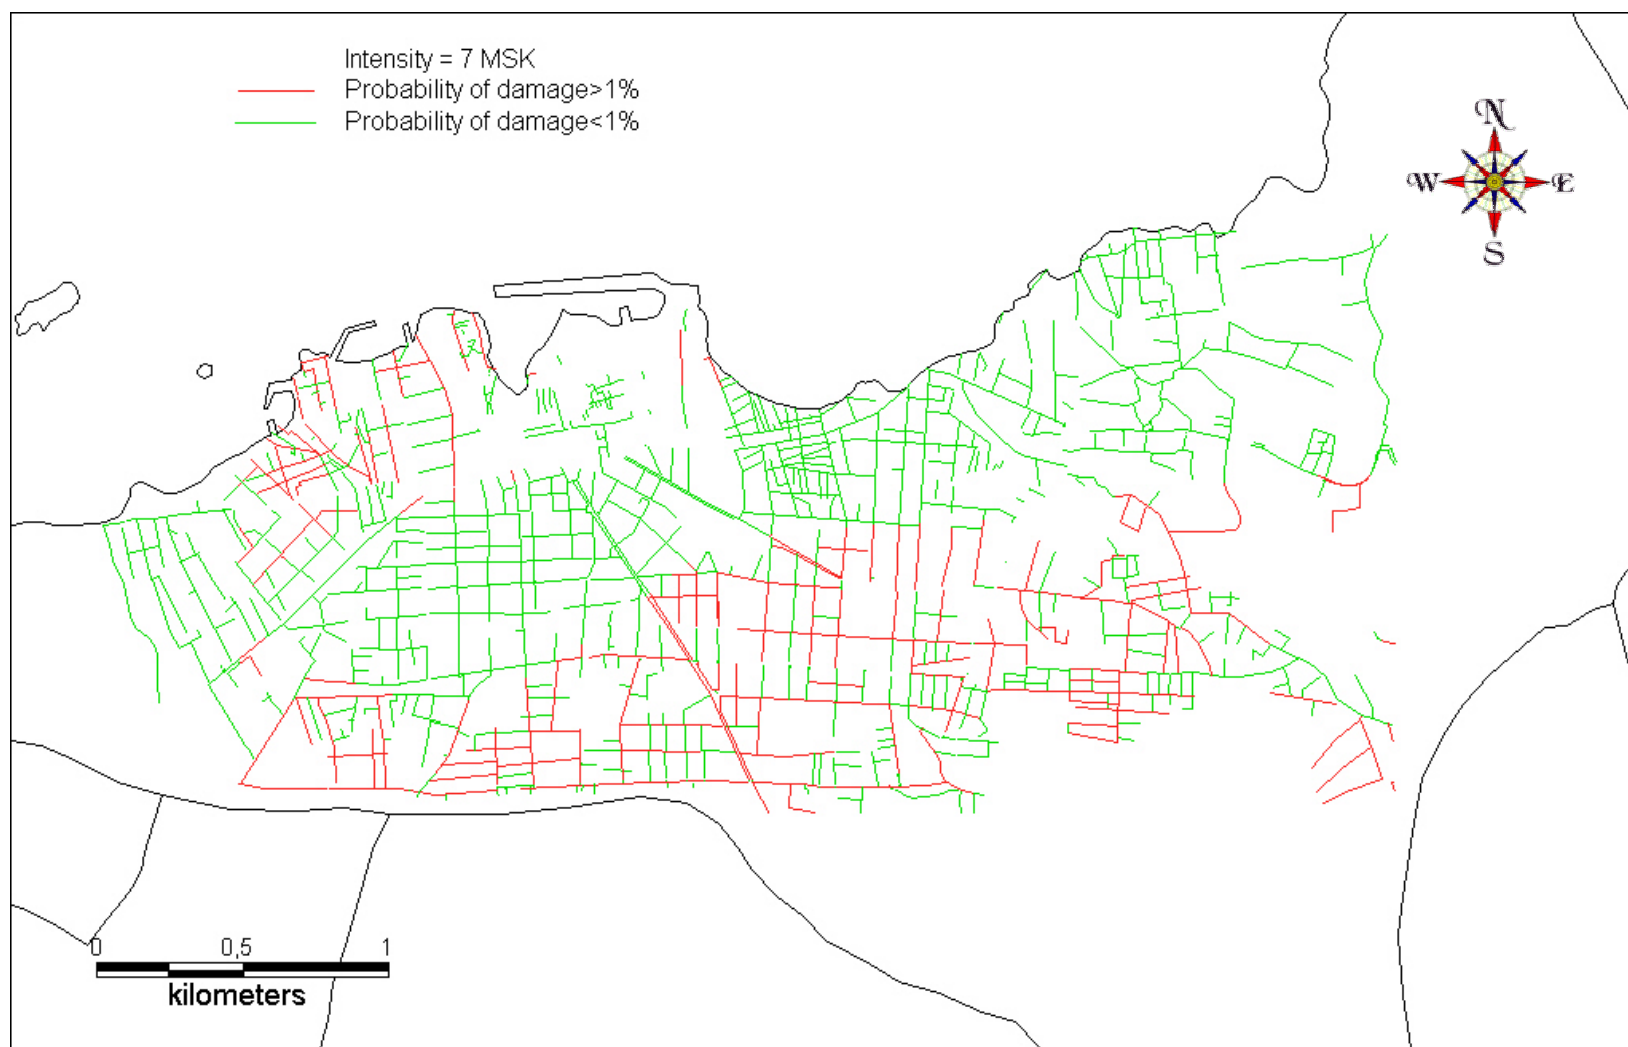 Intensity = 7 MSK
Probability of damage>1%
Probability of damage<1%
N
W E
S
0 0,5 1
kilometers